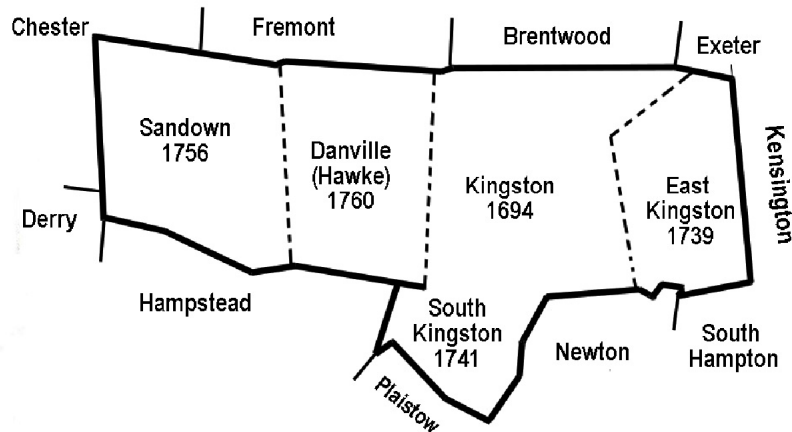 Chester
Fremont
Brentwood
Exeter
Sandown
1756
Danville
(Hawke)
1760
Kingston
1694
East
Kingston
1739
Kensington
Derry
Hampstead
South
Kingston
1741
Newton
South
Hampton
Plaistow